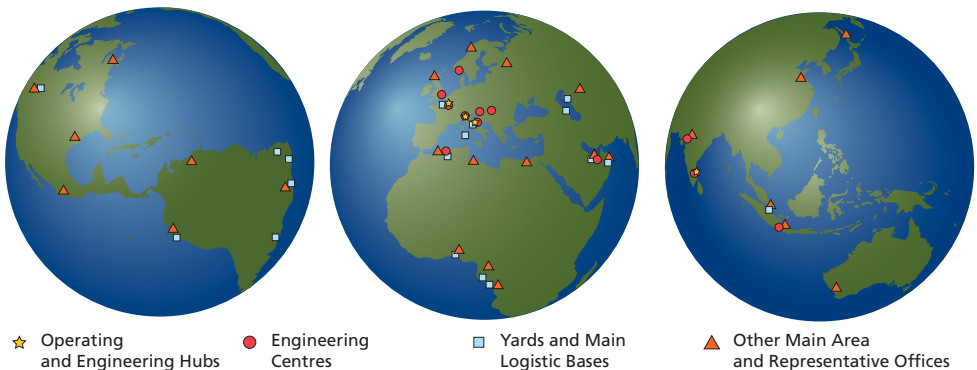 Operating
and Engineering Hubs
Engineering
Centres
Yards and Main
Logistic Bases
Other Main Area
and Representative Offices